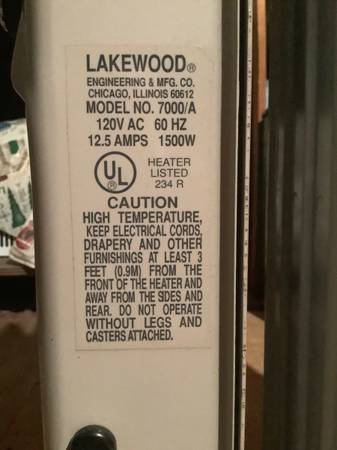 LAKEWOOD®
ENGINEERING & MFG. CO.
CHICAGO, ILLINOIS 60612
MODEL NO. 7000/A
120V AC 60 HZ
12.5 AMPS 1500W
UL®
HEATER
LISTED
234 R
CAUTION
HIGH TEMPERATURE,
KEEP ELECTRICAL CORDS,
DRAPERY AND OTHER
FURNISHINGS AT LEAST 3
FEET (0.9M) FROM THE
FRONT OF THE HEATER AND
AWAY FROM THE SIDES AND
REAR. DO NOT OPERATE
WITHOUT LEGS AND
CASTERS ATTACHED.